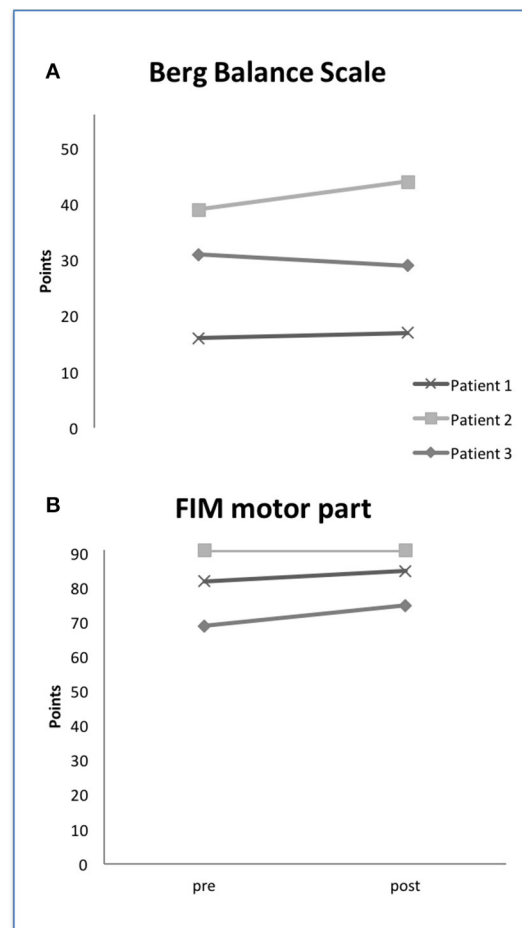 A
Berg Balance Scale
50
40
30
20
10
0
Points
Patient 1
Patient 2
Patient 3
B
FIM motor part
90
80
70
60
50
40
30
20
10
0
Points
pre post